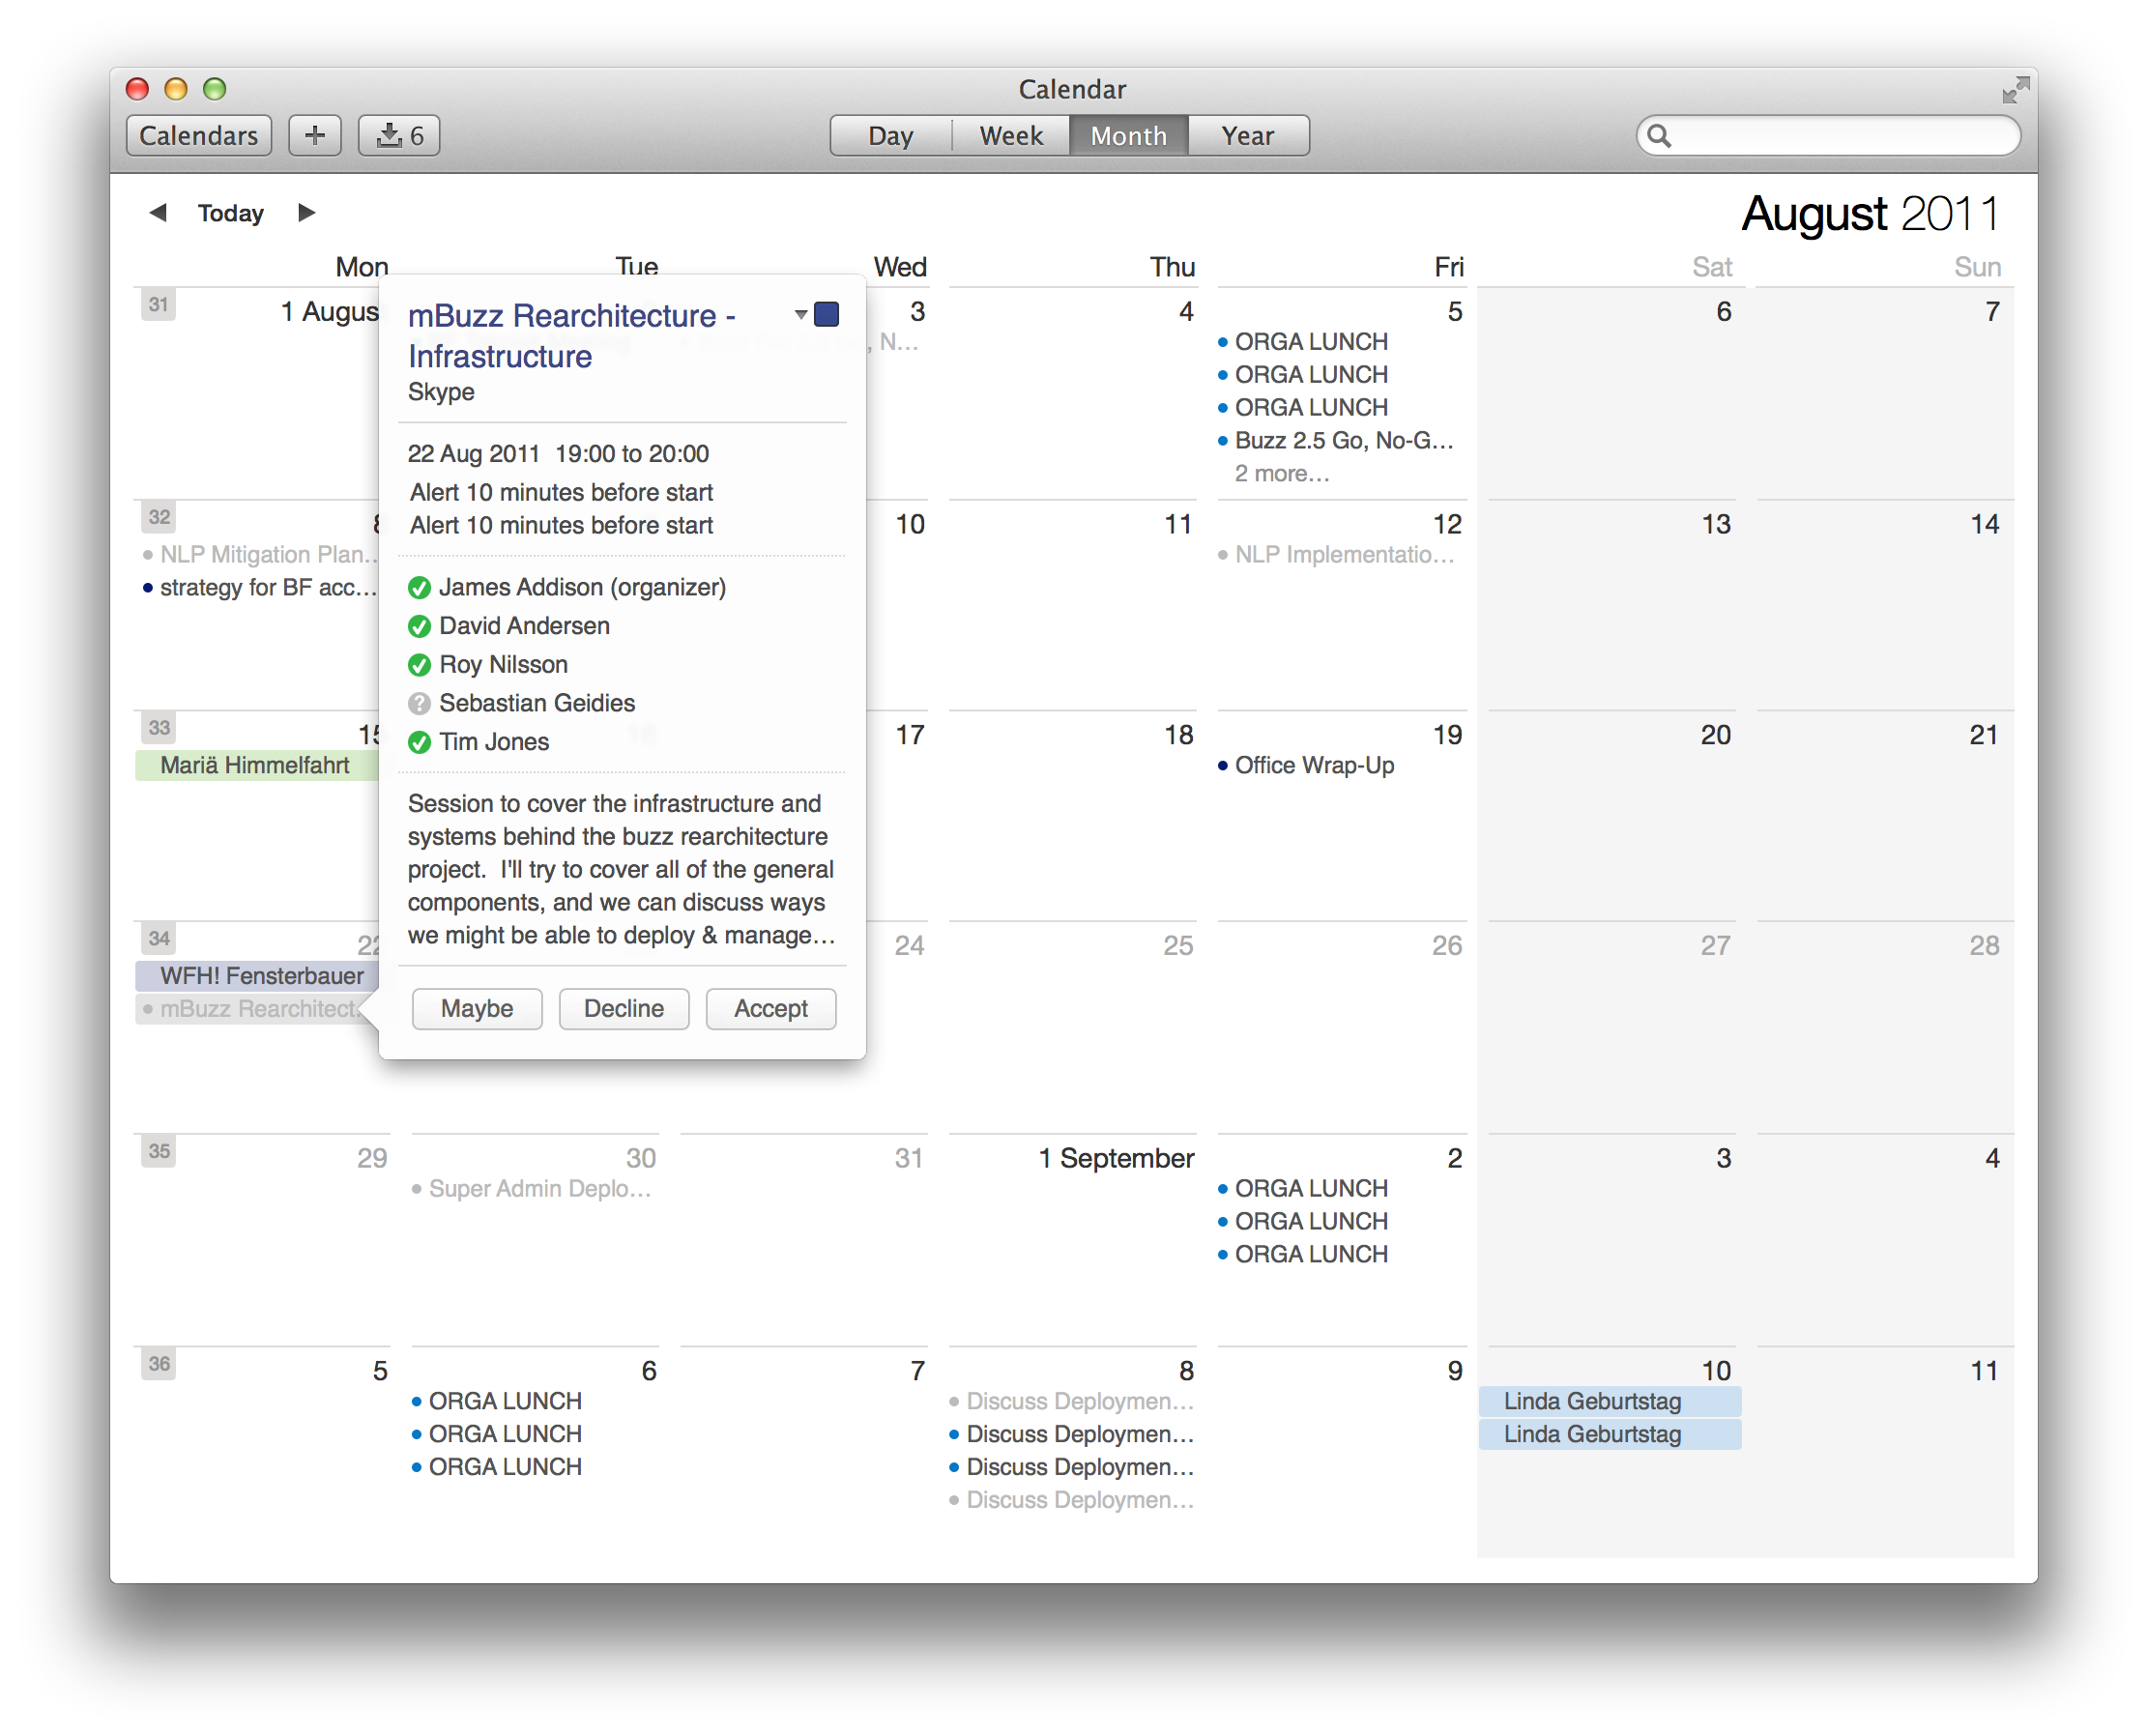 Calendar
Calendars + 6 Day Week Month Year
Today
August 2011
Mon Tue Wed Thu Fri Sat Sun
31 1 Augus 3 4 5 6 7
, N...
ORGA LUNCH
ORGA LUNCH
ORGA LUNCH
Buzz 2.5 Go, No-G...
2 more...
mBuzz Rearchitecture -
Infrastructure
Skype
22 Aug 2011 19:00 to 20:00
Alert 10 minutes before start
Alert 10 minutes before start
James Addison (organizer)
David Andersen
Roy Nilsson
? Sebastian Geidies
Tim Jones
Session to cover the infrastructure and
systems behind the buzz rearchitecture
project. I'll try to cover all of the general
components, and we can discuss ways
we might be able to deploy & manage...
Maybe Decline Accept
32 8 10 11 12 13 14
NLP Mitigation Plan...
strategy for BF acc...
NLP Implementatio...
33 15 17 18 19 20 21
Mariä Himmelfahrt
Office Wrap-Up
34 22 24 25 26 27 28
WFH! Fensterbauer
mBuzz Rearchitect...
35 29 30 31 1 September 2 3 4
Super Admin Deplo...
ORGA LUNCH
ORGA LUNCH
ORGA LUNCH
36 5 6 7 8 9 10 11
ORGA LUNCH
ORGA LUNCH
ORGA LUNCH
Discuss Deploymen...
Discuss Deploymen...
Discuss Deploymen...
Discuss Deploymen...
Linda Geburtstag
Linda Geburtstag